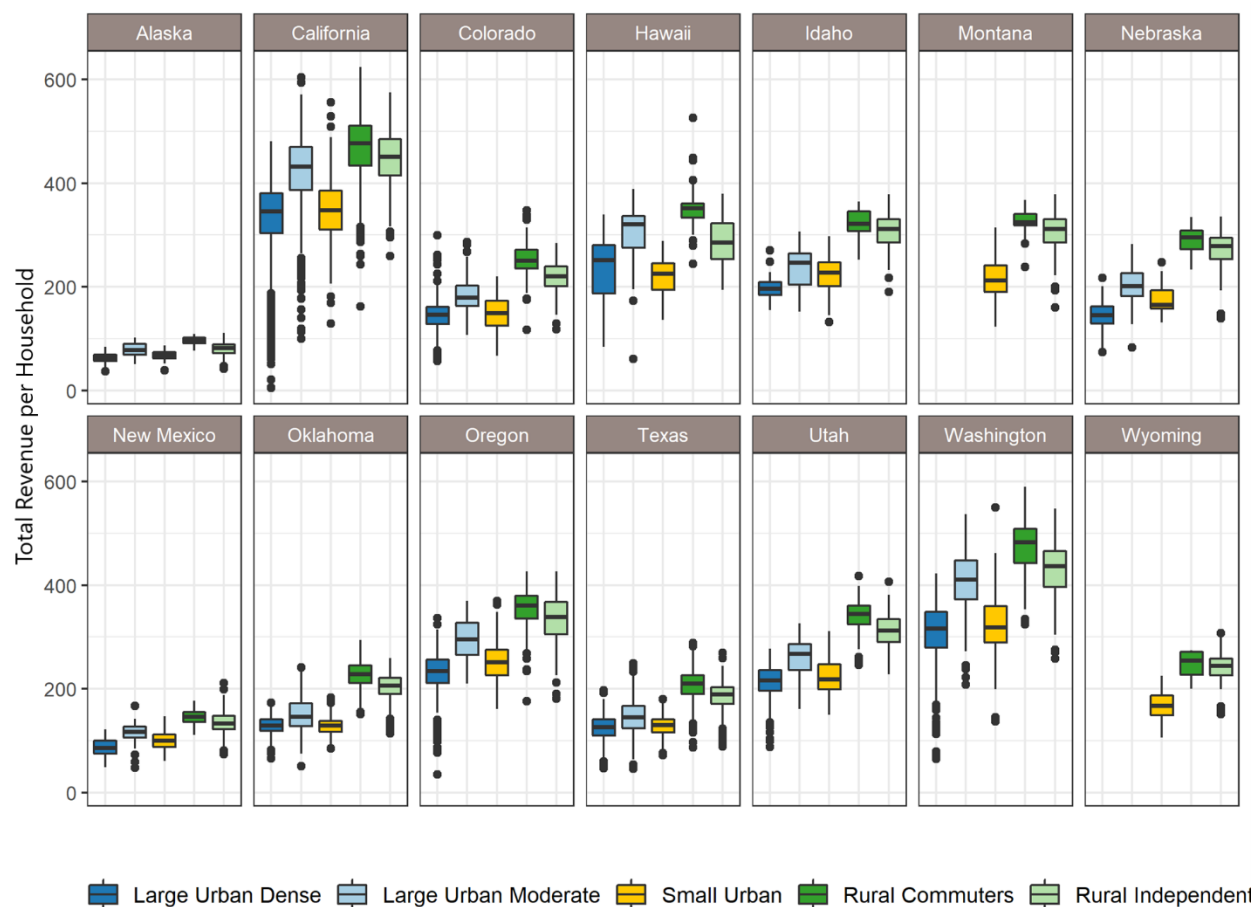 Alaska California Colorado Hawaii Idaho Montana Nebraska
600
400
200
0
New Mexico Oklahoma Oregon Texas Utah Washington Wyoming
600
400
200
0
Total Revenue per Household
Large Urban Dense Large Urban Moderate Small Urban Rural Commuters Rural Independent